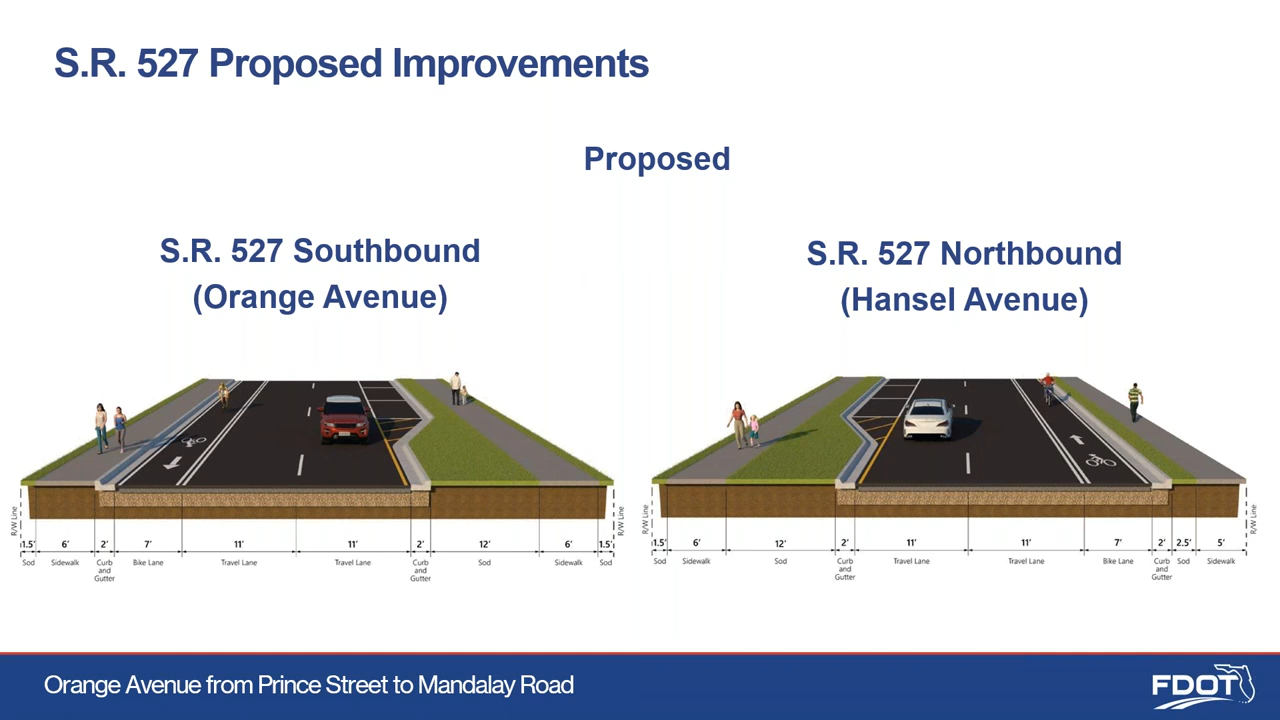 S.R. 527 Proposed Improvements
Proposed
S.R. 527 Southbound
(Orange Avenue)
R/W Line
1.5' 6' 2' 7' 11' 11' 2' 12' 6' 1.5'
Sod Sidewalk Curb and Gutter Bike Lane Travel Lane Travel Lane Curb and Gutter Sod Sidewalk Sod
R/W Line
S.R. 527 Northbound
(Hansel Avenue)
R/W Line
1.5' 6' 12' 2' 11' 11' 7' 2' 2.5' 5'
Sod Sidewalk Sod Curb and Gutter Travel Lane Travel Lane Bike Lane Curb and Gutter Sod Sidewalk
R/W Line
Orange Avenue from Prince Street to Mandalay Road
FDOT